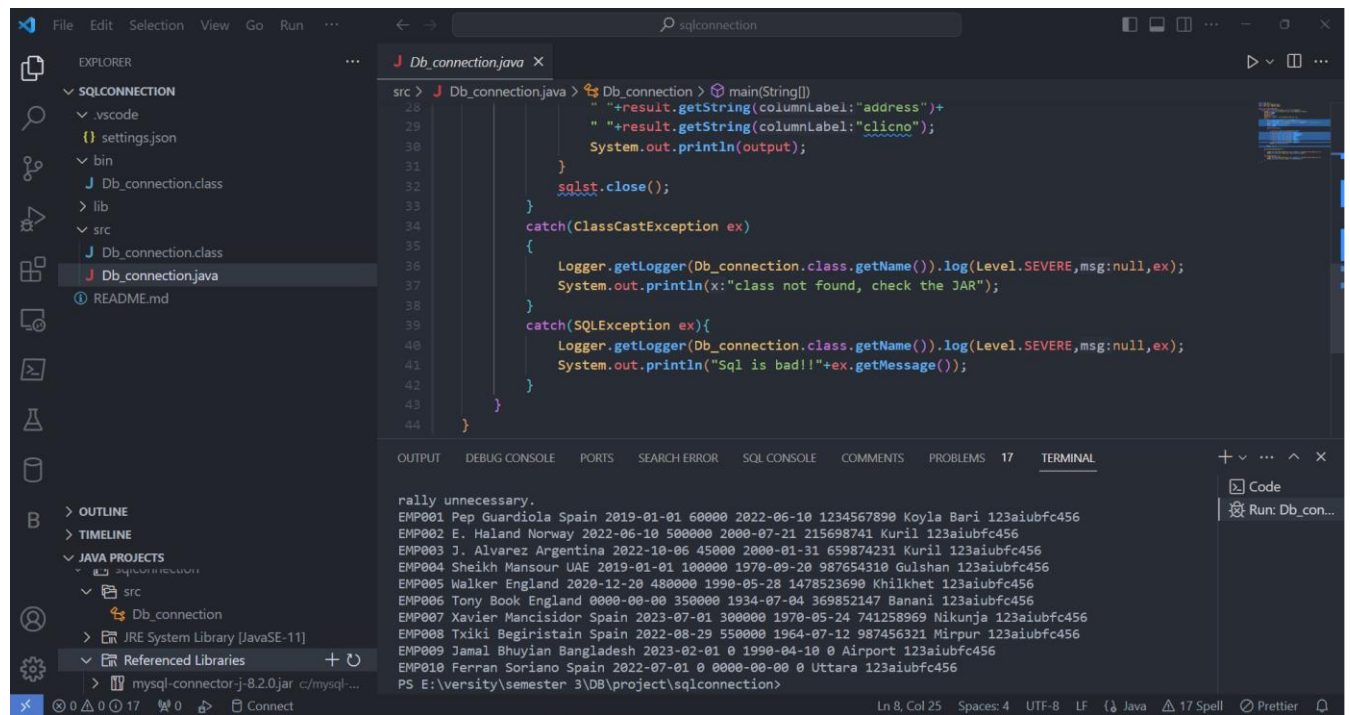 File Edit Selection View Go Run ···
sqlconnection
EXPLORER
SQLCONNECTION
.vscode
{} settings.json
bin
J Db_connection.class
lib
src
J Db_connection.class
J Db_connection.java
README.md
OUTLINE
TIMELINE
JAVA PROJECTS
sqlconnection
src
Db_connection
JRE System Library [JavaSE-11]
Referenced Libraries
mysql-connector-j-8.2.0.jar c:/mysql-...
J Db_connection.java
src > J Db_connection.java > Db_connection > main(String[])
28 " "+result.getString(columnLabel:"address")+
29 " "+result.getString(columnLabel:"clicno");
30 System.out.println(output);
31 }
32 sqlst.close();
33 }
34 catch(ClassCastException ex)
35 {
36 Logger.getLogger(Db_connection.class.getName()).log(Level.SEVERE,msg:null,ex);
37 System.out.println(x:"class not found, check the JAR");
38 }
39 catch(SQLException ex){
40 Logger.getLogger(Db_connection.class.getName()).log(Level.SEVERE,msg:null,ex);
41 System.out.println("Sql is bad!!"+ex.getMessage());
42 }
43 }
44 }
OUTPUT DEBUG CONSOLE PORTS SEARCH ERROR SQL CONSOLE COMMENTS PROBLEMS 17 TERMINAL
rally unnecessary.
EMP001 Pep Guardiola Spain 2019-01-01 60000 2022-06-10 1234567890 Koyla Bari 123aiubfc456
EMP002 E. Haland Norway 2022-06-10 500000 2000-07-21 215698741 Kuril 123aiubfc456
EMP003 J. Alvarez Argentina 2022-10-06 45000 2000-01-31 659874231 Kuril 123aiubfc456
EMP004 Sheikh Mansour UAE 2019-01-01 100000 1970-09-20 987654310 Gulshan 123aiubfc456
EMP005 Walker England 2020-12-20 480000 1990-05-28 1478523690 Khilkhet 123aiubfc456
EMP006 Tony Book England 0000-00-00 350000 1934-07-04 369852147 Banani 123aiubfc456
EMP007 Xavier Mancisidor Spain 2023-07-01 300000 1970-05-24 741258969 Nikunja 123aiubfc456
EMP008 Txiki Begiristain Spain 2022-08-29 550000 1964-07-12 987456321 Mirpur 123aiubfc456
EMP009 Jamal Bhuyian Bangladesh 2023-02-01 0 1990-04-10 0 Airport 123aiubfc456
EMP010 Ferran Soriano Spain 2022-07-01 0 0000-00-00 0 Uttara 123aiubfc456
PS E:\versity\semester 3\DB\project\sqlconnection>
Code
Run: Db_con...
0 0 17 0 Connect
Ln 8, Col 25 Spaces: 4 UTF-8 LF {} Java 17 Spell Prettier